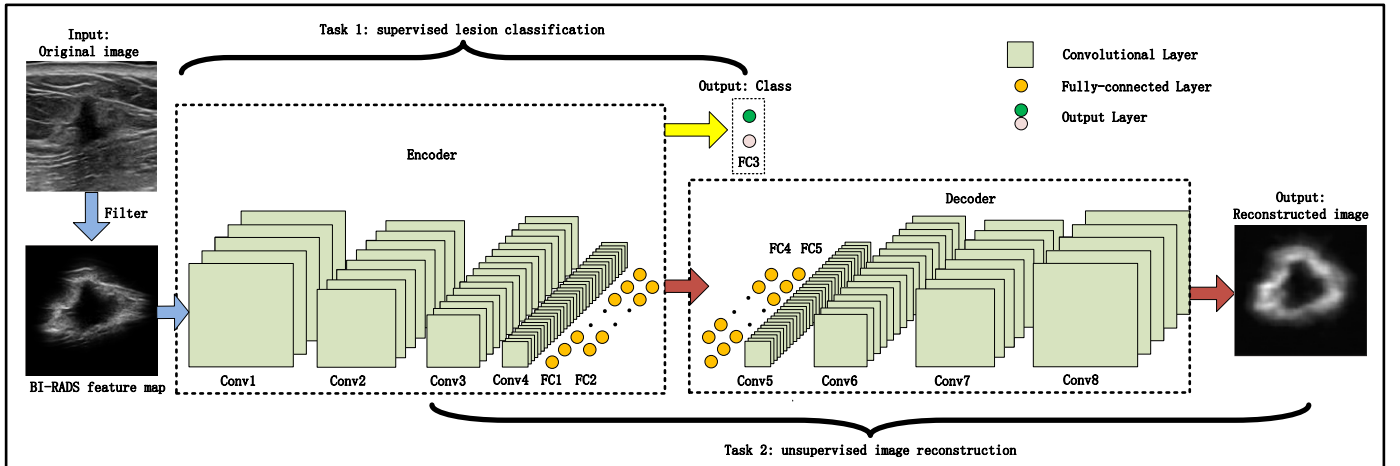 Task 1: supervised lesion classification
Input:
Original image
Filter
BI-RADS feature map
Encoder
Conv1
Conv2
Conv3
Conv4
FC1
FC2
Output: Class
FC3
Convolutional Layer
Fully-connected Layer
Output Layer
Decoder
FC4
FC5
Conv5
Conv6
Conv7
Conv8
Output:
Reconstructed image
Task 2: unsupervised image reconstruction